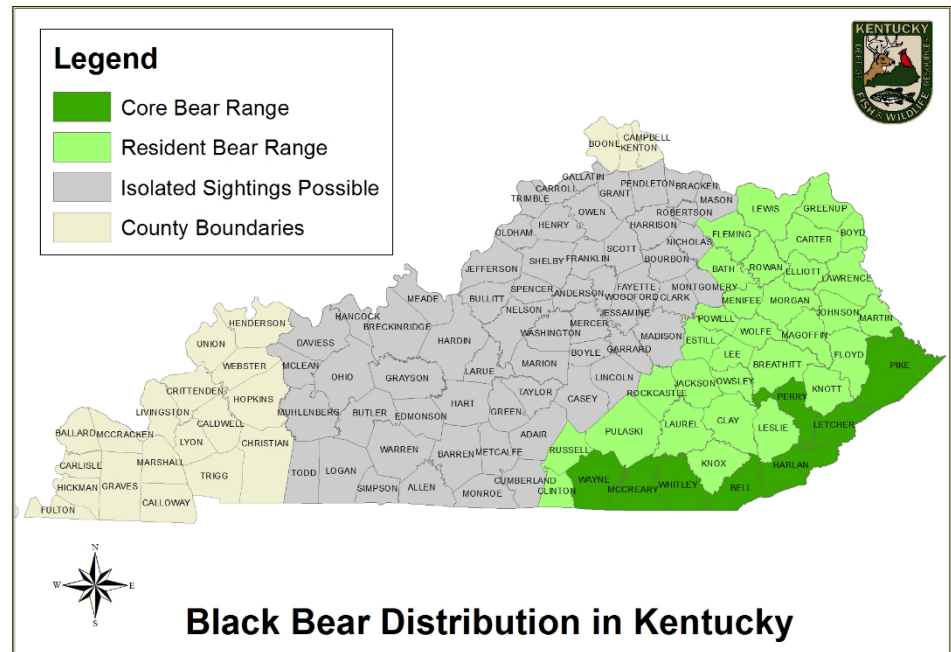 Legend
Core Bear Range
Resident Bear Range
Isolated Sightings Possible
County Boundaries
KENTUCKY
DEPT OF
FISH & WILDLIFE
RESOURCES
BOONE
CAMPBELL
KENTON
GALLATIN
PENDLETON
BRACKEN
CARROLL
GRANT
MASON
TRIMBLE
OWEN
ROBERTSON
LEWIS
GREENUP
OLDHAM
HENRY
HARRISON
FLEMING
BOYD
NICHOLAS
CARTER
SCOTT
SHELBY
FRANKLIN
BOURBON
JEFFERSON
BATH
ROWAN
ELLIOTT
LAWRENCE
SPENCER
ANDERSON
FAYETTE
MONTGOMERY
WOODFORD
CLARK
MENIFEE
MORGAN
MEADE
BULLITT
NELSON
JESSAMINE
POWELL
JOHNSON
MARTIN
HANCOCK
MERCER
HENDERSON
BRECKINRIDGE
WASHINGTON
MADISON
WOLFE
MAGOFFIN
UNION
DAVIESS
HARDIN
GARRARD
ESTILL
BOYLE
LEE
FLOYD
WEBSTER
MCLEAN
MARION
BREATHITT
PIKE
LARUE
OHIO
GRAYSON
LINCOLN
JACKSON
OWSLEY
KNOTT
CRITTENDEN
HOPKINS
TAYLOR
ROCKCASTLE
PERRY
CASEY
LIVINGSTON
MUHLENBERG
BUTLER
EDMONSON
HART
GREEN
CALDWELL
LETCHER
CLAY
LESLIE
LAUREL
PULASKI
BALLARD
MCCRACKEN
LYON
CHRISTIAN
ADAIR
RUSSELL
WARREN
BARREN
METCALFE
CARLISLE
MARSHALL
KNOX
HARLAN
TRIGG
TODD
LOGAN
WAYNE
WHITLEY
HICKMAN
GRAVES
SIMPSON
ALLEN
CUMBERLAND
CLINTON
MCCREARY
BELL
MONROE
CALLOWAY
FULTON
N
W
E
S
Black Bear Distribution in Kentucky